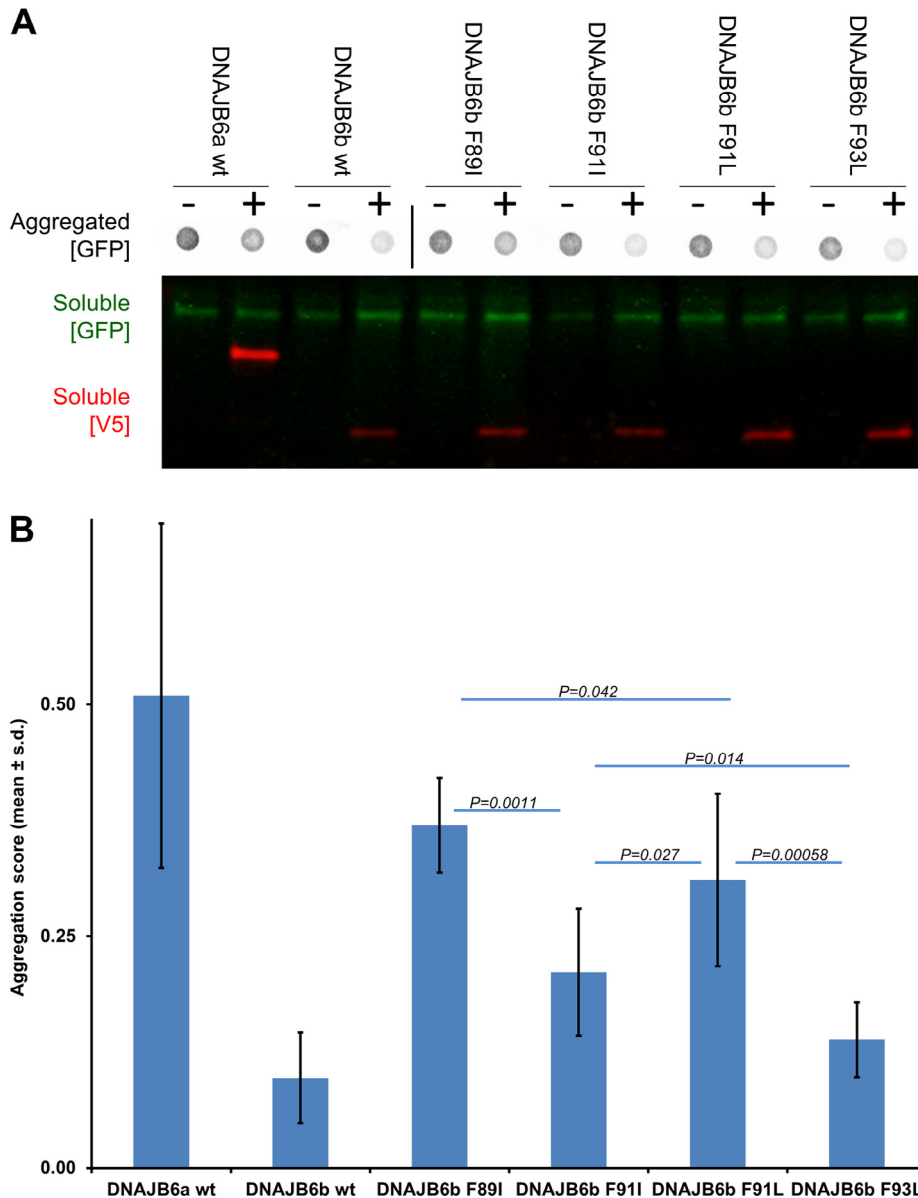 A
DNAJB6a wt
DNAJB6b wt
DNAJB6b F89I
DNAJB6b F91I
DNAJB6b F91L
DNAJB6b F93L
- + - + - + - + - + - +
Aggregated
[GFP]
Soluble
[GFP]
Soluble
[V5]
B
Aggregation score (mean ± s.d.)
0.50
0.25
0.00
P=0.042
P=0.014
P=0.0011
P=0.027
P=0.00058
DNAJB6a wt DNAJB6b wt DNAJB6b F89I DNAJB6b F91I DNAJB6b F91L DNAJB6b F93L